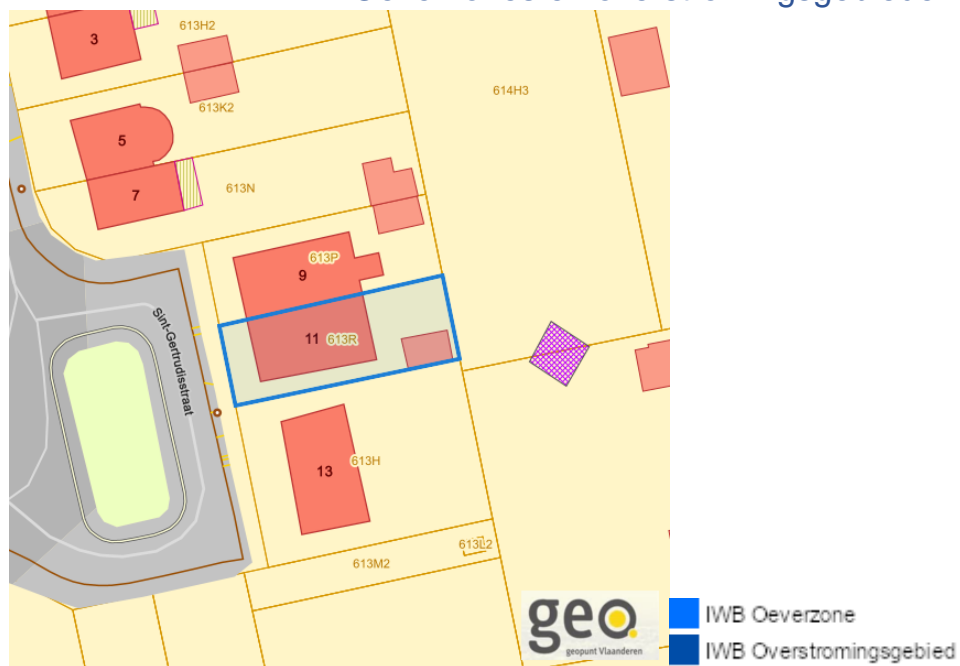 613H2
3
613K2
614H3
5
7
613N
9
613P
11
613R
Sint-Gertrudisstraat
13
613H
613L2
613M2
geo.
geopunt Vlaanderen
IWB Oeverzone
IWB Overstromingsgebied